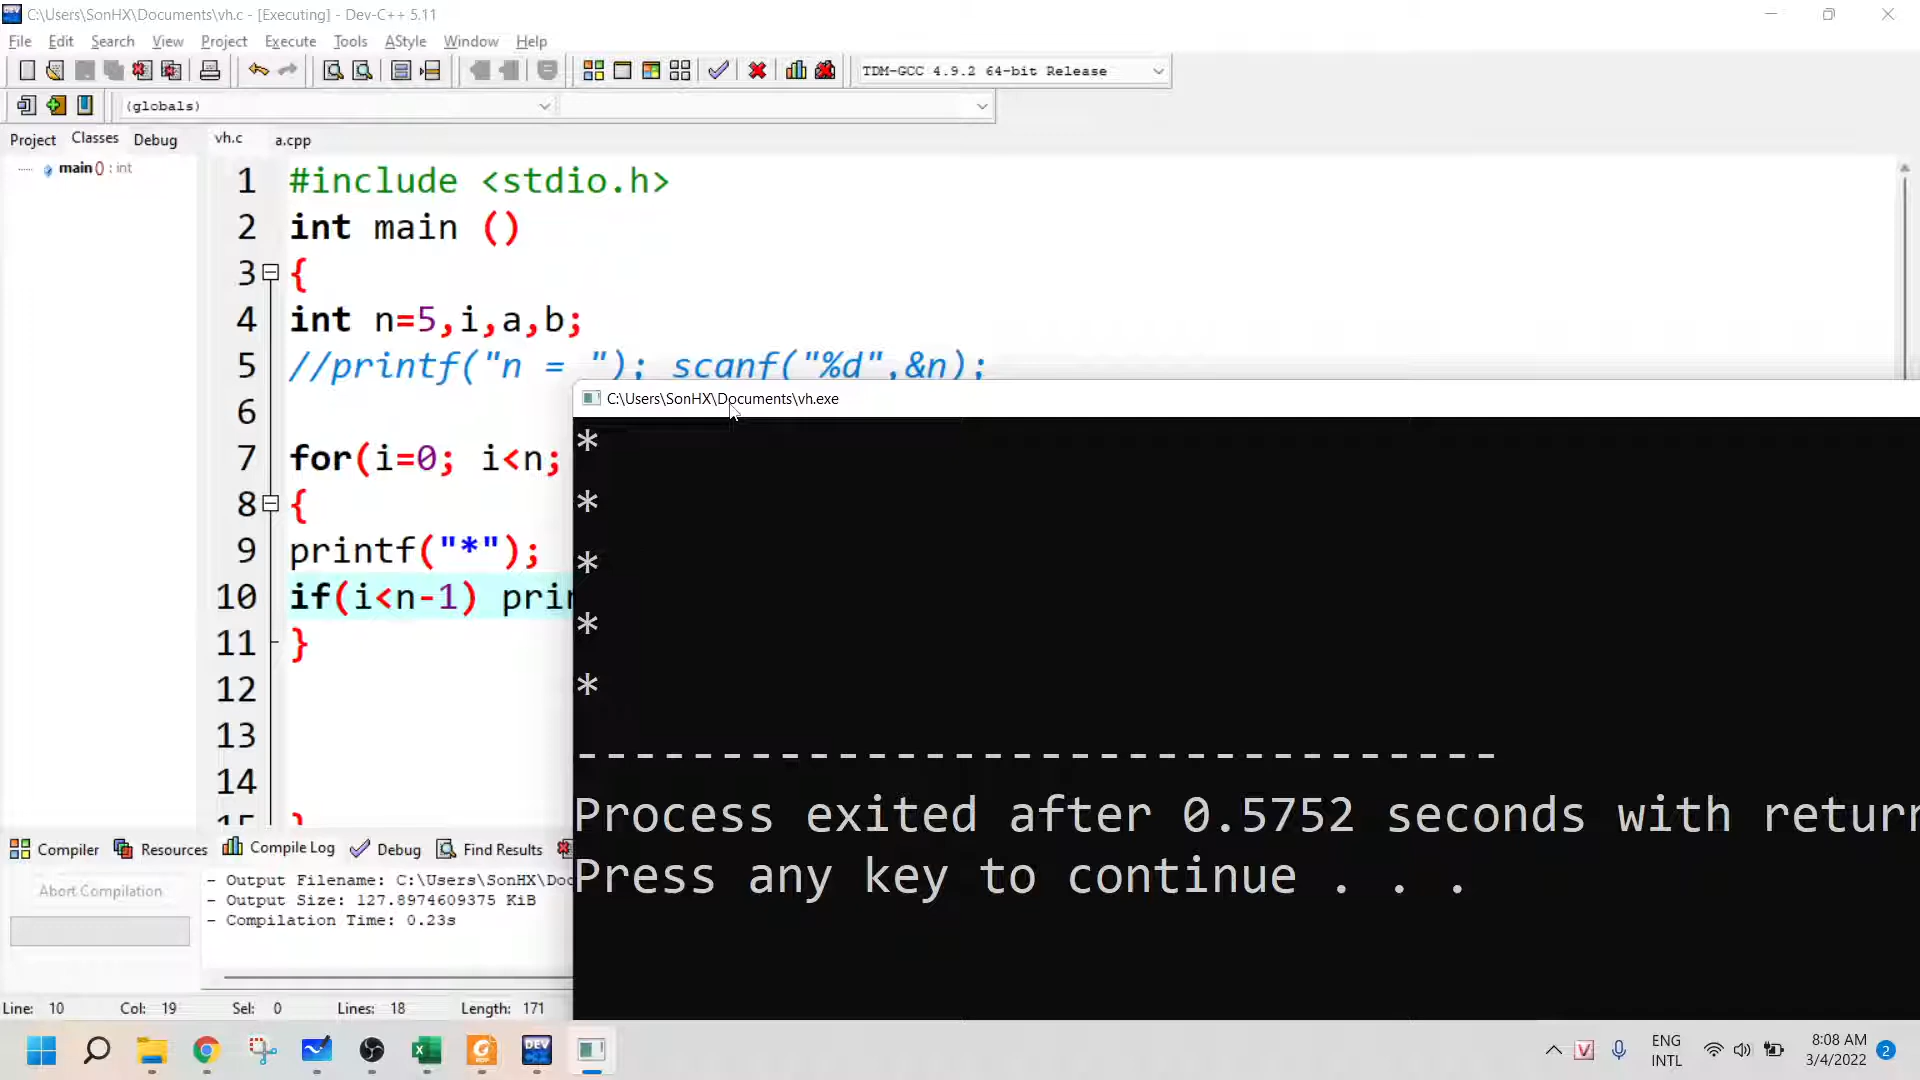 C:\Users\SonHX\Documents\vh.c - [Executing] - Dev-C++ 5.11
File Edit Search View Project Execute Tools AStyle Window Help
TDM-GCC 4.9.2 64-bit Release
(globals)
Project Classes Debug vh.c a.cpp
main() : int
1 #include <stdio.h>
2 int main ()
3 {
4 int n=5,i,a,b;
5 //printf("n = "); scanf("%d",&n);
6
7 for(i=0; i<n;
8 {
9 printf("*");
10 if(i<n-1) prin
11 }
12
13
14
15 }
C:\Users\SonHX\Documents\vh.exe
*
*
*
*
*
--------------------------------
Process exited after 0.5752 seconds with return
Press any key to continue . . .
Compiler Resources Compile Log Debug Find Results
Abort Compilation
- Output Filename: C:\Users\SonHX\Doc
- Output Size: 127.8974609375 KiB
- Compilation Time: 0.23s
Line: 10 Col: 19 Sel: 0 Lines: 18 Length: 171
DEV
ENG
INTL
8:08 AM
3/4/2022
2